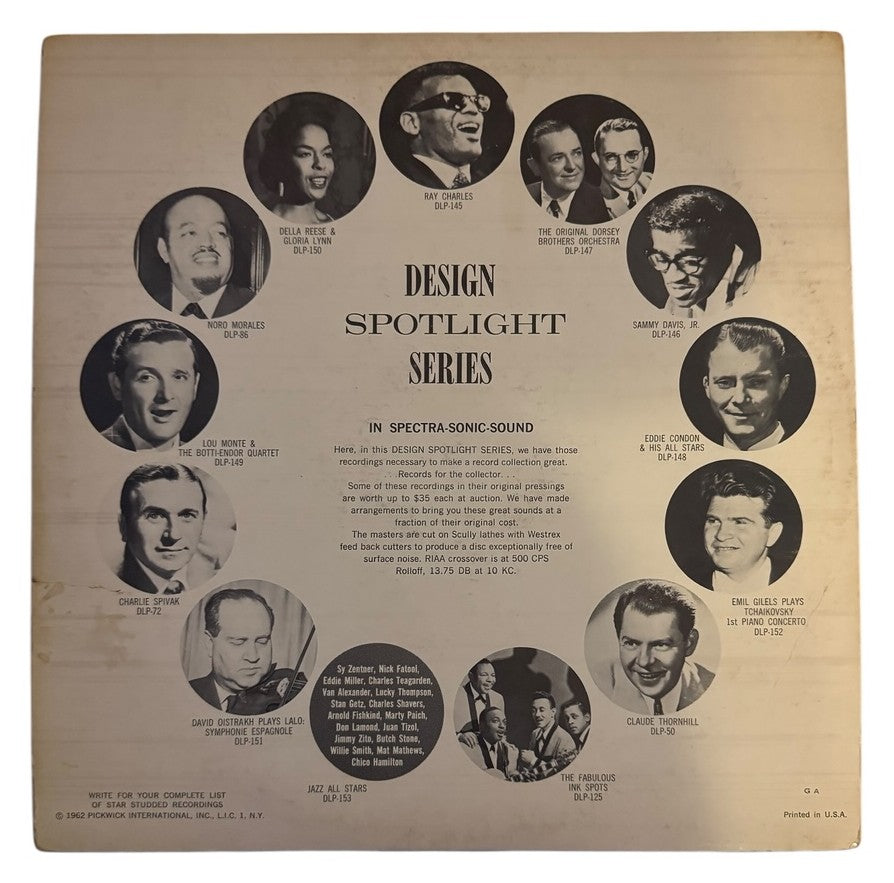 RAY CHARLES
DLP-145
DELLA REESE &
GLORIA LYNN
DLP-150
THE ORIGINAL DORSEY
BROTHERS ORCHESTRA
DLP-147
NORO MORALES
DLP-86
SAMMY DAVIS, JR.
DLP-146
DESIGN
SPOTLIGHT
SERIES
LOU MONTE &
THE BOTTI-ENDOR QUARTET
DLP-149
EDDIE CONDON
& HIS ALL STARS
DLP-148
IN SPECTRA-SONIC-SOUND
Here, in this DESIGN SPOTLIGHT SERIES, we have those
recordings necessary to make a record collection great.
. . . Records for the collector. . .
Some of these recordings in their original pressings
are worth up to $35 each at auction. We have made
arrangements to bring you these great sounds at a
fraction of their original cost.
The masters are cut on Scully lathes with Westrex
feed back cutters to produce a disc exceptionally free of
surface noise. RIAA crossover is at 500 CPS
Rolloff, 13.75 DB at 10 KC.
CHARLIE SPIVAK
DLP-72
EMIL GILELS PLAYS
TCHAIKOVSKY
1st PIANO CONCERTO
DLP-152
DAVID OISTRAKH PLAYS LALO:
SYMPHONIE ESPAGNOLE
DLP-151
Sy Zentner, Nick Fatool,
Eddie Miller, Charles Teagarden,
Van Alexander, Lucky Thompson,
Stan Getz, Charles Shavers,
Arnold Fishkind, Marty Paich,
Don Lamond, Juan Tizol,
Jimmy Zito, Butch Stone,
Willie Smith, Mat Mathews,
Chico Hamilton
JAZZ ALL STARS
DLP-153
THE FABULOUS
INK SPOTS
DLP-125
CLAUDE THORNHILL
DLP-50
WRITE FOR YOUR COMPLETE LIST
OF STAR STUDDED RECORDINGS
© 1962 PICKWICK INTERNATIONAL, INC., L.I.C, 1, N.Y.
G A
Printed in U.S.A.